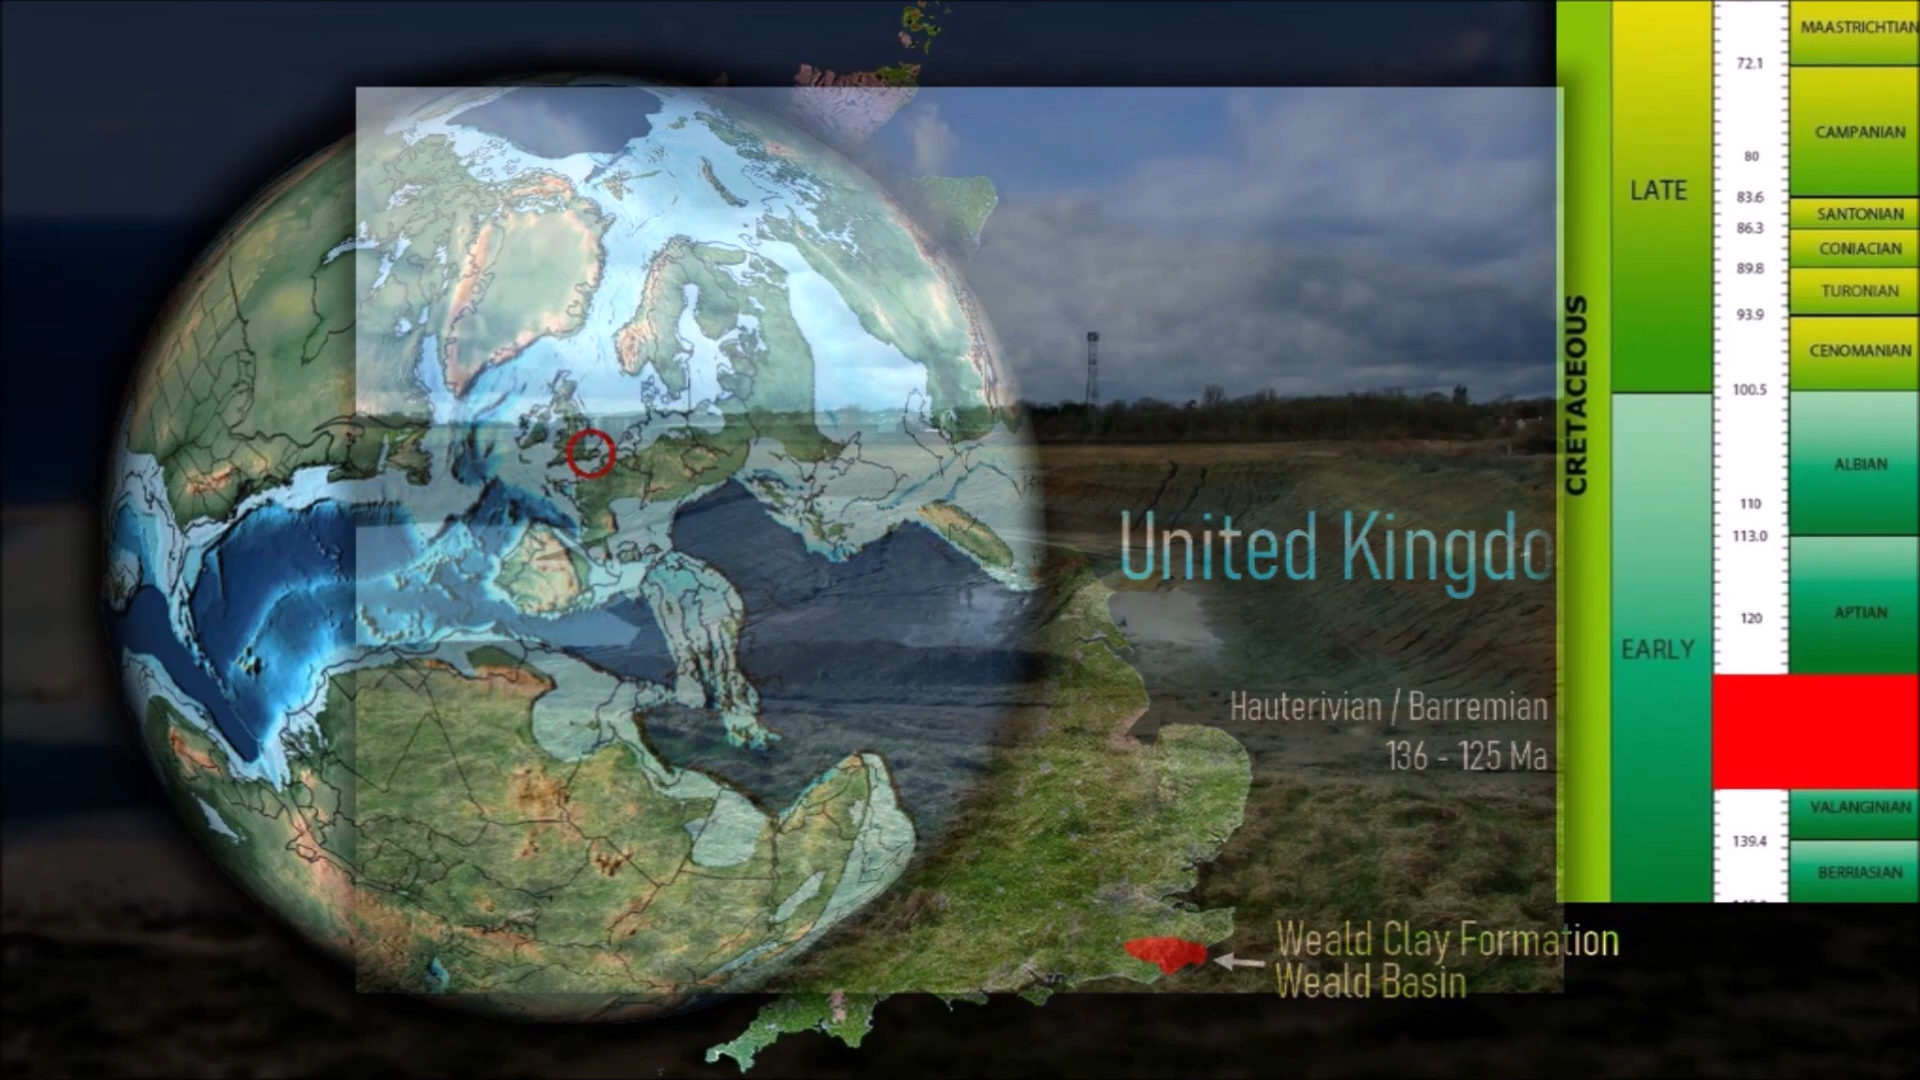 United Kingdo
Hauterivian / Barremian
136 - 125 Ma
Weald Clay Formation
Weald Basin
CRETACEOUS
LATE
EARLY
72.1
80
83.6
86.3
89.8
93.9
100.5
110
113.0
120
139.4
MAASTRICHTIAN
CAMPANIAN
SANTONIAN
CONIACIAN
TURONIAN
CENOMANIAN
ALBIAN
APTIAN
VALANGINIAN
BERRIASIAN